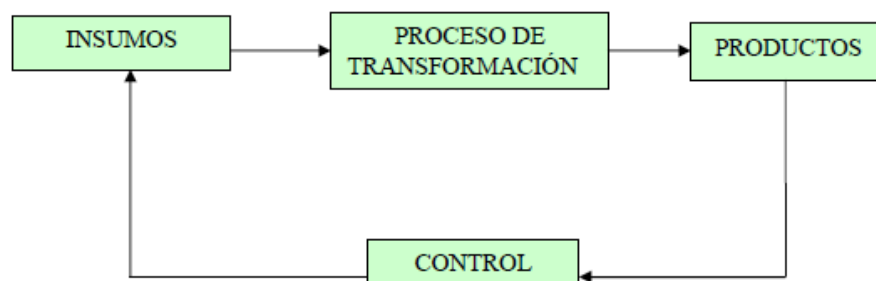 INSUMOS
PROCESO DE
TRANSFORMACIÓN
PRODUCTOS
CONTROL